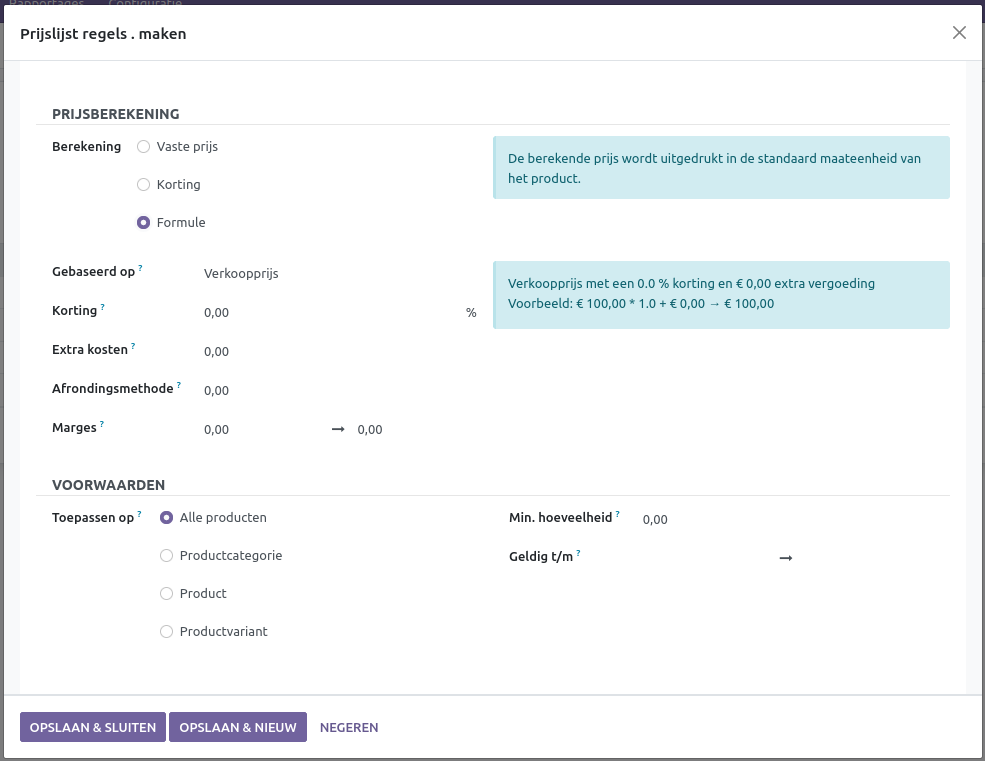 Rapportages Configuratie
Prijslijst regels . maken
PRIJSBEREKENING
Berekening
Vaste prijs
Korting
Formule
De berekende prijs wordt uitgedrukt in de standaard maateenheid van
het product.
Gebaseerd op ? Verkoopprijs
Korting ? 0,00 %
Extra kosten ? 0,00
Afrondingsmethode ? 0,00
Marges ? 0,00 → 0,00
Verkoopprijs met een 0.0 % korting en € 0,00 extra vergoeding
Voorbeeld: € 100,00 * 1.0 + € 0,00 → € 100,00
VOORWAARDEN
Toepassen op ?
Alle producten
Productcategorie
Product
Productvariant
Min. hoeveelheid ? 0,00
Geldig t/m ? →
OPSLAAN & SLUITEN OPSLAAN & NIEUW NEGEREN